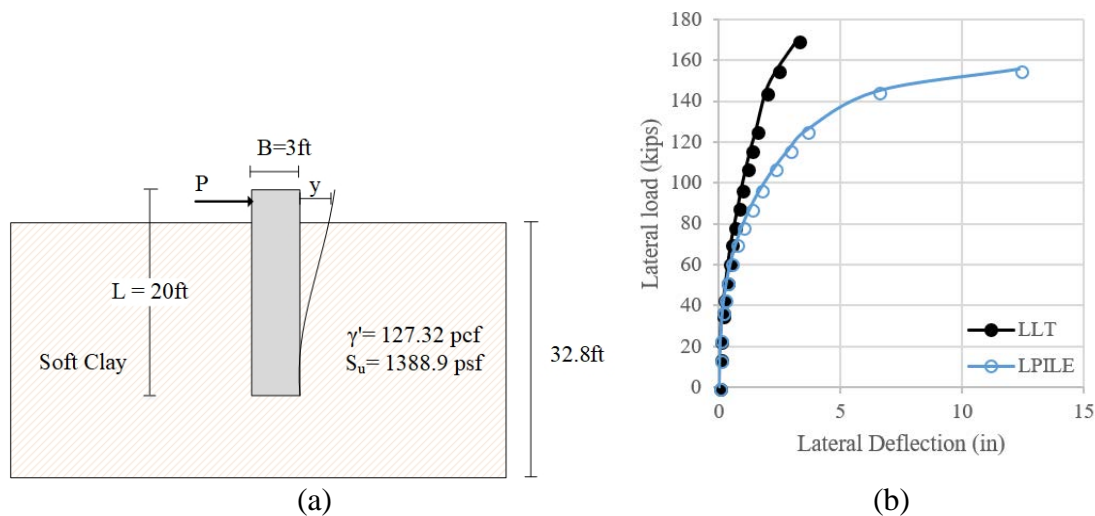 B=3ft
P
y
L = 20ft
Soft Clay
γ'= 127.32 pcf
Su= 1388.9 psf
32.8ft
(a)
180
160
140
120
100
80
60
40
20
0
0 5 10 15
Lateral load (kips)
Lateral Deflection (in)
LLT
LPILE
(b)